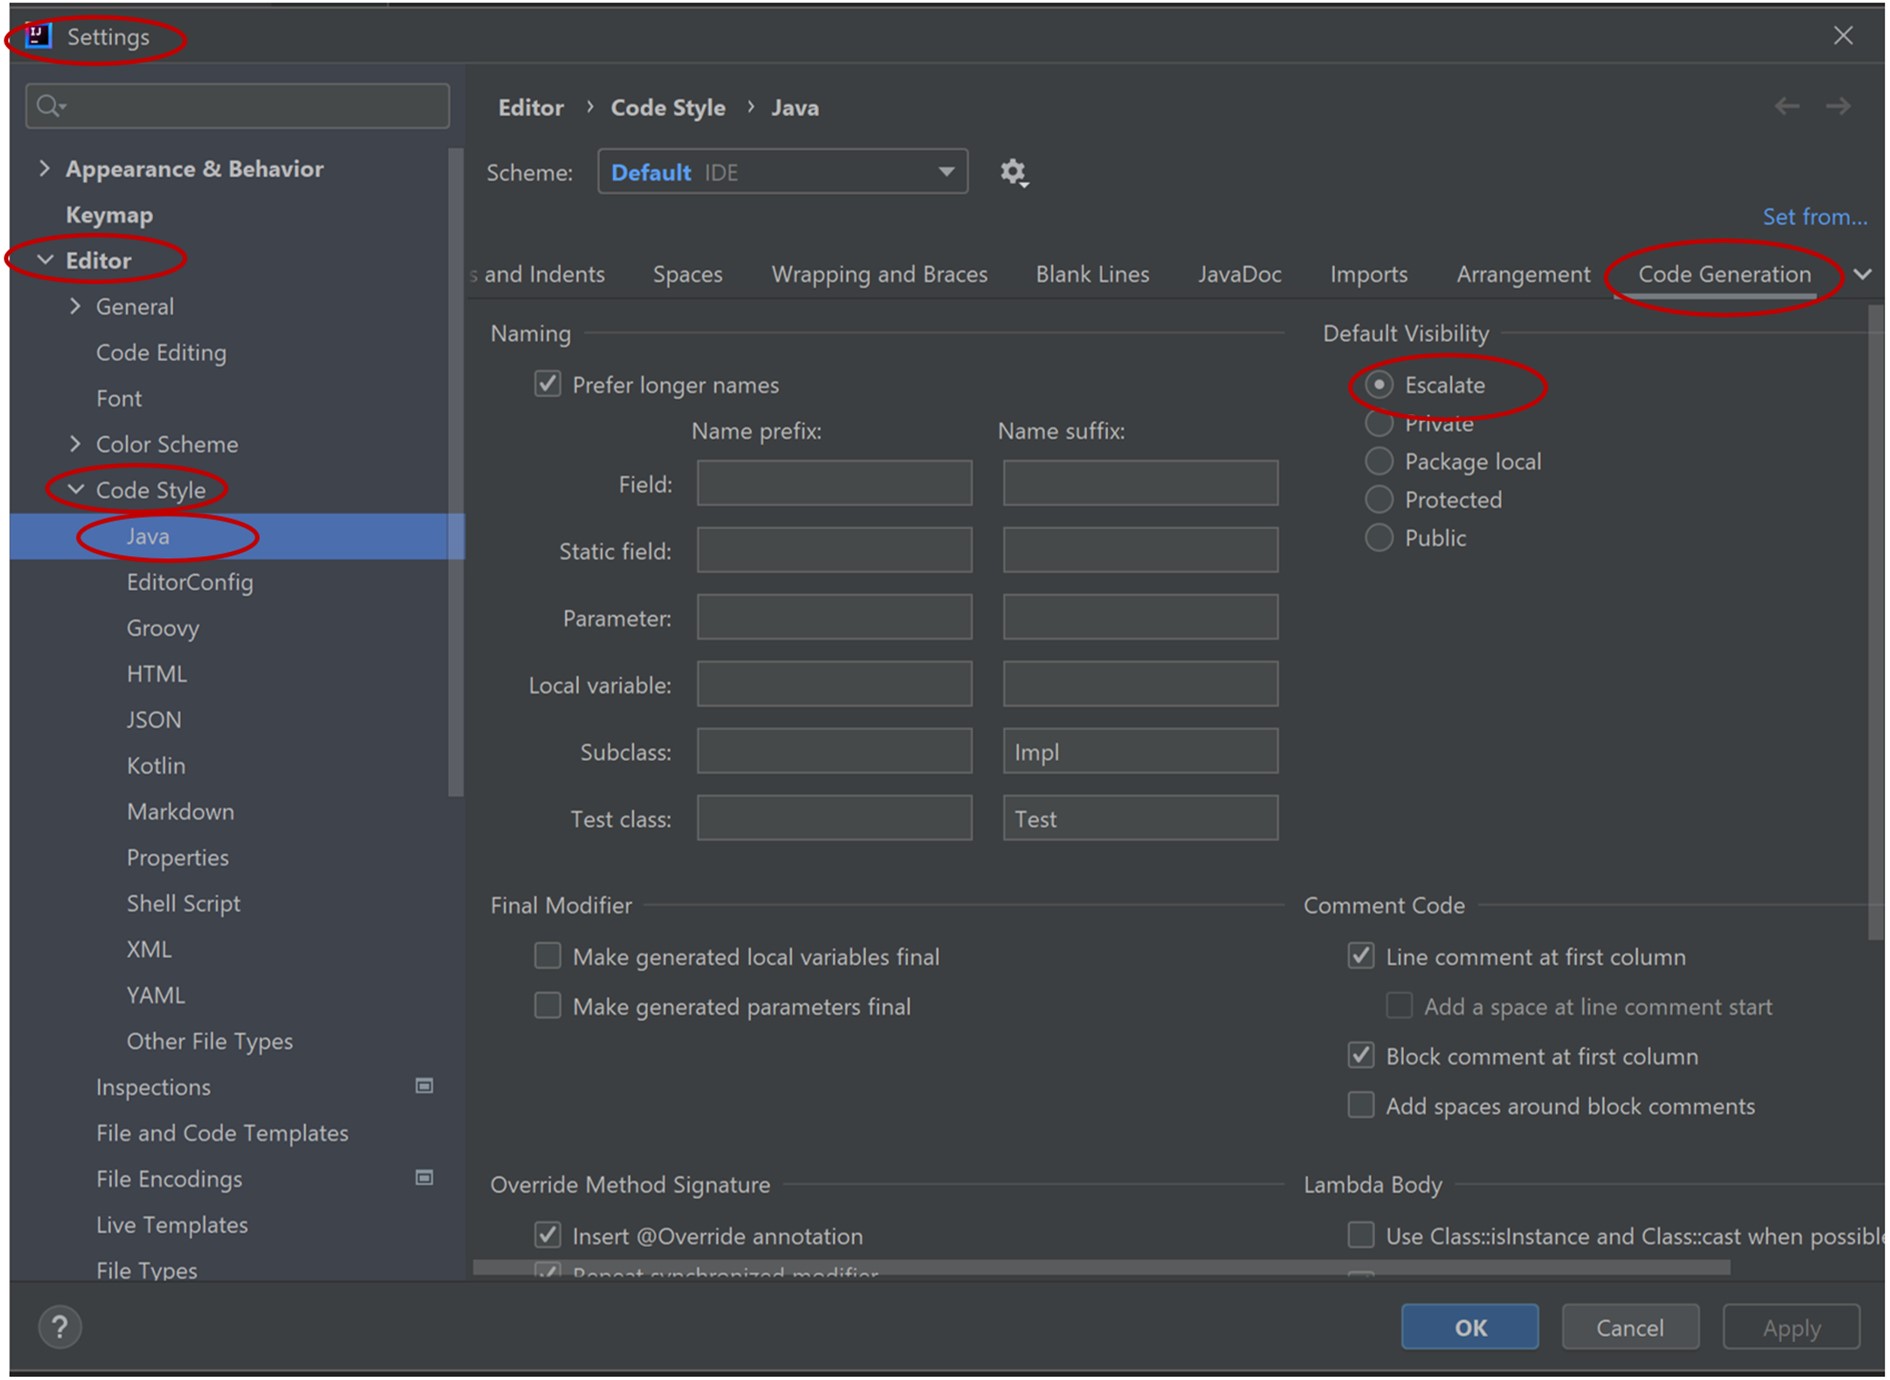 Settings
Appearance & Behavior
Keymap
Editor
General
Code Editing
Font
Color Scheme
Code Style
Java
EditorConfig
Groovy
HTML
JSON
Kotlin
Markdown
Properties
Shell Script
XML
YAML
Other File Types
Inspections
File and Code Templates
File Encodings
Live Templates
File Types
Editor › Code Style › Java
Scheme: Default IDE
Set from...
s and Indents Spaces Wrapping and Braces Blank Lines JavaDoc Imports Arrangement Code Generation
Naming
Prefer longer names
Name prefix: Name suffix:
Field:
Static field:
Parameter:
Local variable:
Subclass: Impl
Test class: Test
Default Visibility
Escalate
Private
Package local
Protected
Public
Final Modifier
Make generated local variables final
Make generated parameters final
Comment Code
Line comment at first column
Add a space at line comment start
Block comment at first column
Add spaces around block comments
Override Method Signature
Insert @Override annotation
Repeat synchronized modifier
Lambda Body
Use Class::isInstance and Class::cast when possible
?
OK Cancel Apply